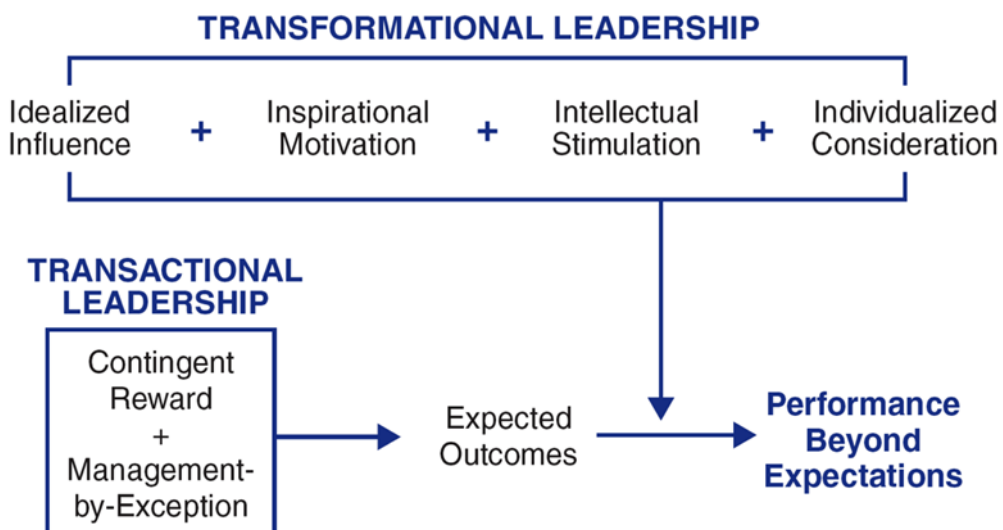 TRANSFORMATIONAL LEADERSHIP
Idealized
Influence
+
Inspirational
Motivation
+
Intellectual
Stimulation
+
Individualized
Consideration
TRANSACTIONAL
LEADERSHIP
Contingent
Reward
+
Management-
by-Exception
Expected
Outcomes
Performance
Beyond
Expectations